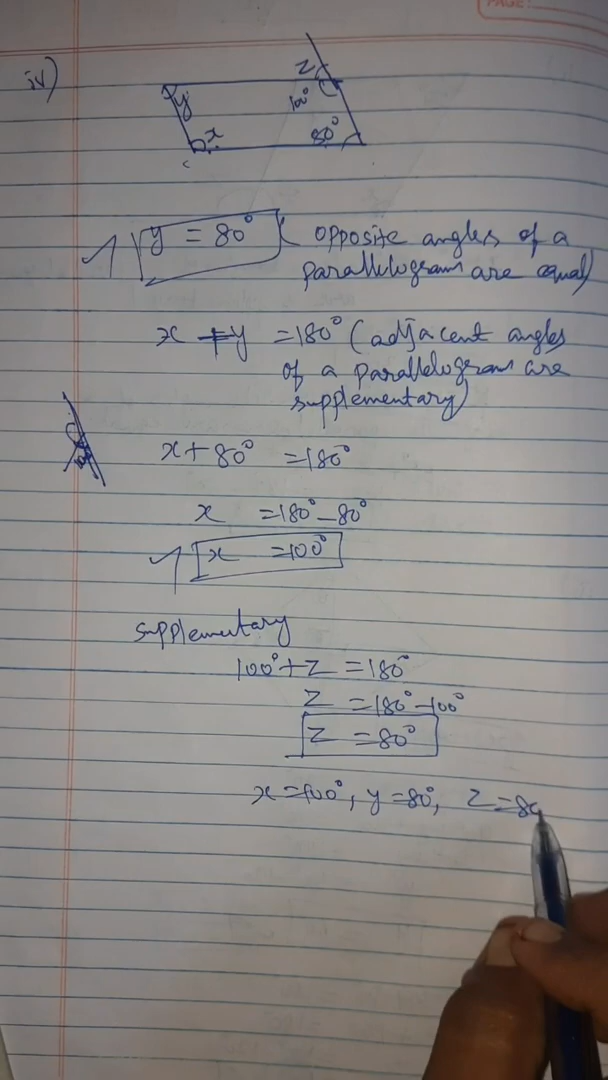 PAGE:
iv)
z
y
100°
x
80°
y = 80° ( opposite angles of a
parallelogram are equal)
x + y = 180° (adjacent angles
of a parallelogram are
supplementary)
x + 80° = 180°
x = 180° - 80°
x = 100°
supplementary
100° + z = 180°
z = 180° - 100°
z = 80°
x = 100°, y = 80°, z = 80